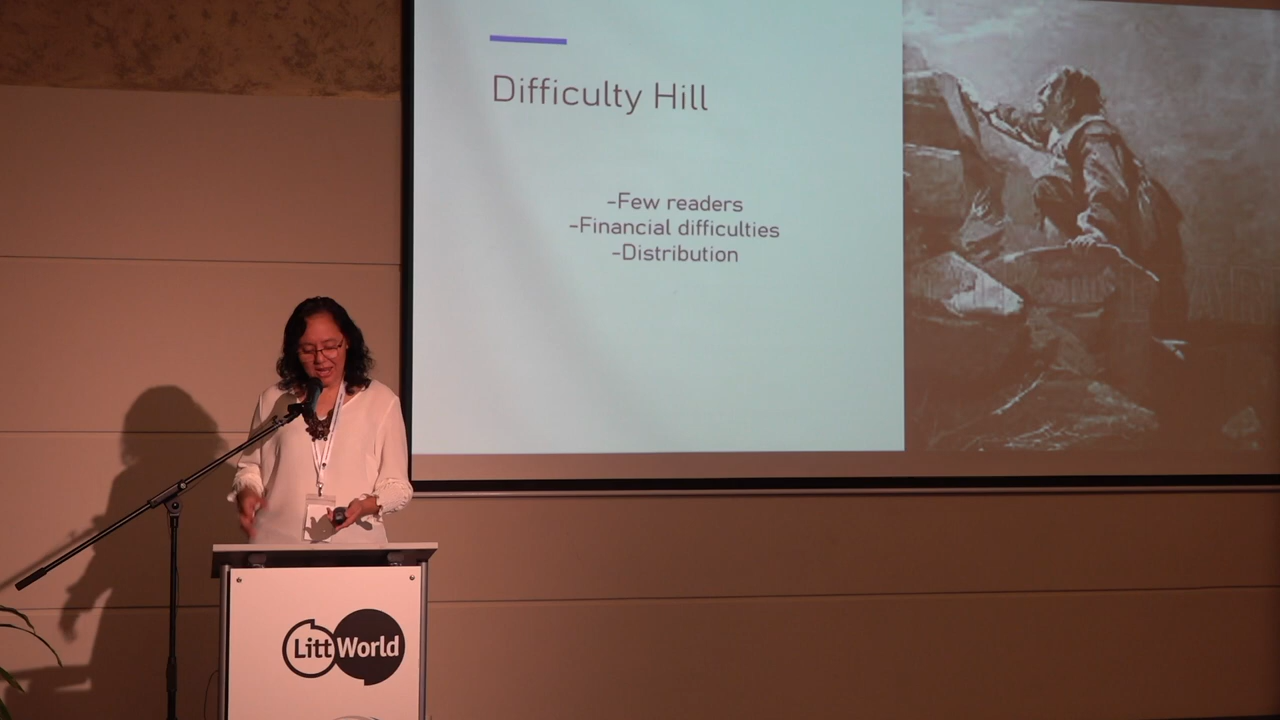 Difficulty Hill
-Few readers
-Financial difficulties
-Distribution
LittWorld